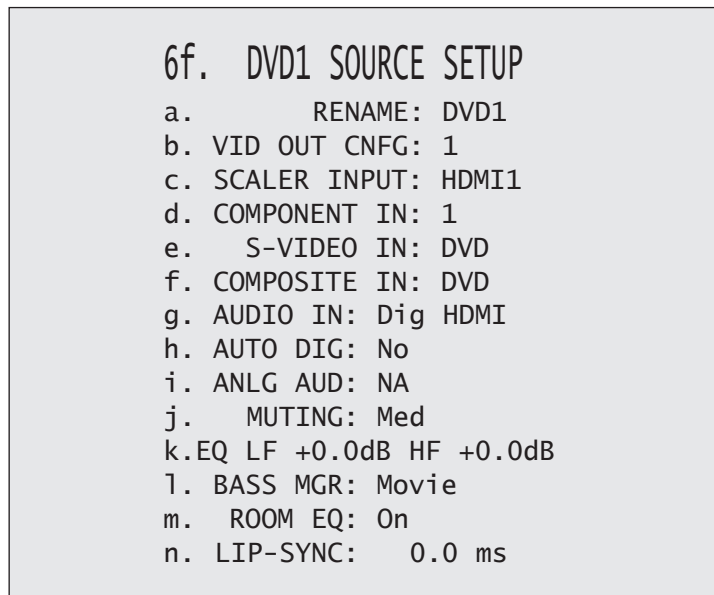 6f. DVD1 SOURCE SETUP
a. RENAME: DVD1
b. VID OUT CNFG: 1
c. SCALER INPUT: HDMI1
d. COMPONENT IN: 1
e. S-VIDEO IN: DVD
f. COMPOSITE IN: DVD
g. AUDIO IN: Dig HDMI
h. AUTO DIG: No
i. ANLG AUD: NA
j. MUTING: Med
k.EQ LF +0.0dB HF +0.0dB
l. BASS MGR: Movie
m. ROOM EQ: On
n. LIP-SYNC: 0.0 ms